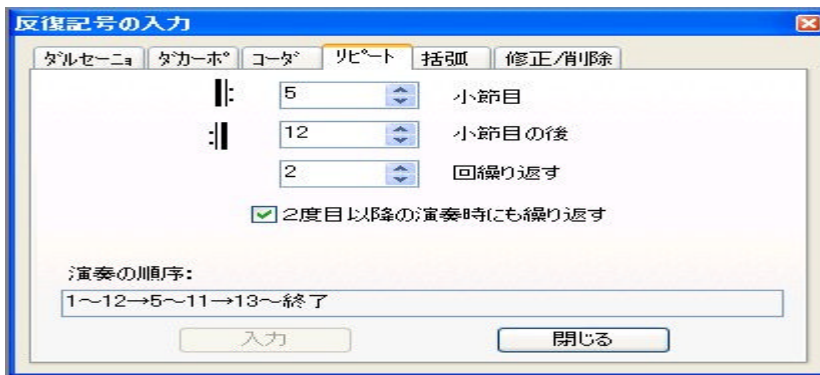 反復記号の入力
ダルセーニョ ダカーポ コーダ リピート 括弧 修正/削除
5 小節目
12 小節目の後
2 回繰り返す
2度目以降の演奏時にも繰り返す
演奏の順序:
1～12→5～11→13～終了
入力 閉じる